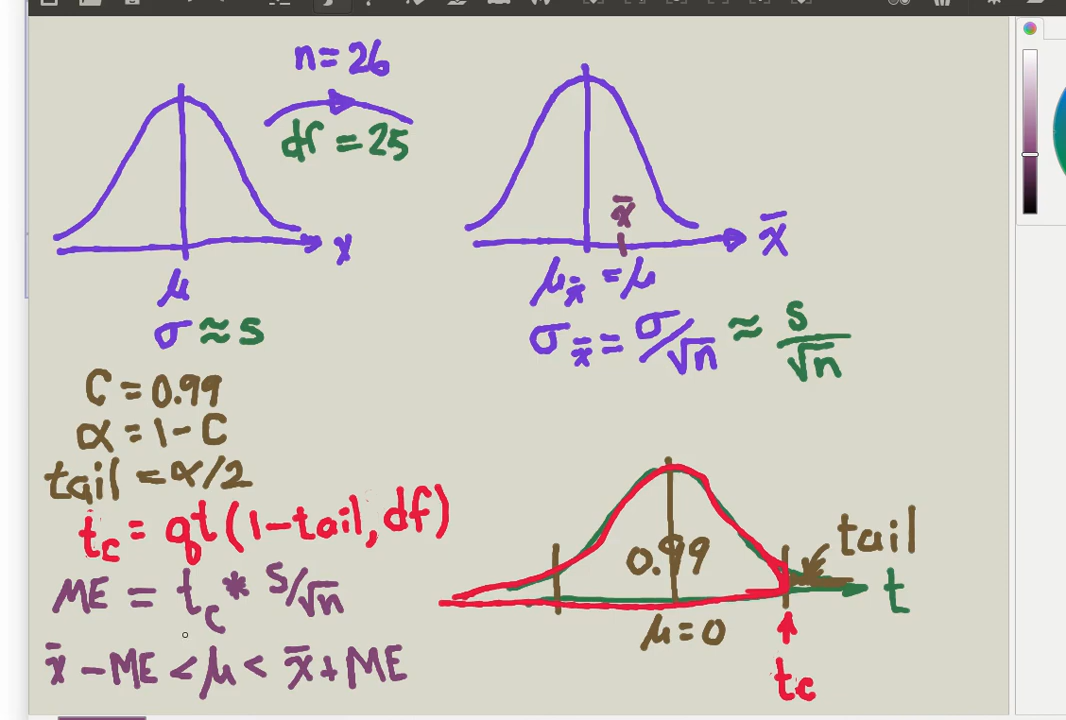 n = 26
df = 25
x
μ
σ ≈ s
x̄
x̄
μx̄ = μ
σx̄ = σ/√n ≈ s/√n
C = 0.99
α = 1 - C
tail = α/2
tc = qt(1-tail, df)
ME = tc * s/√n
x̄ - ME < μ < x̄ + ME
0.99
tail
t
μ = 0
tc